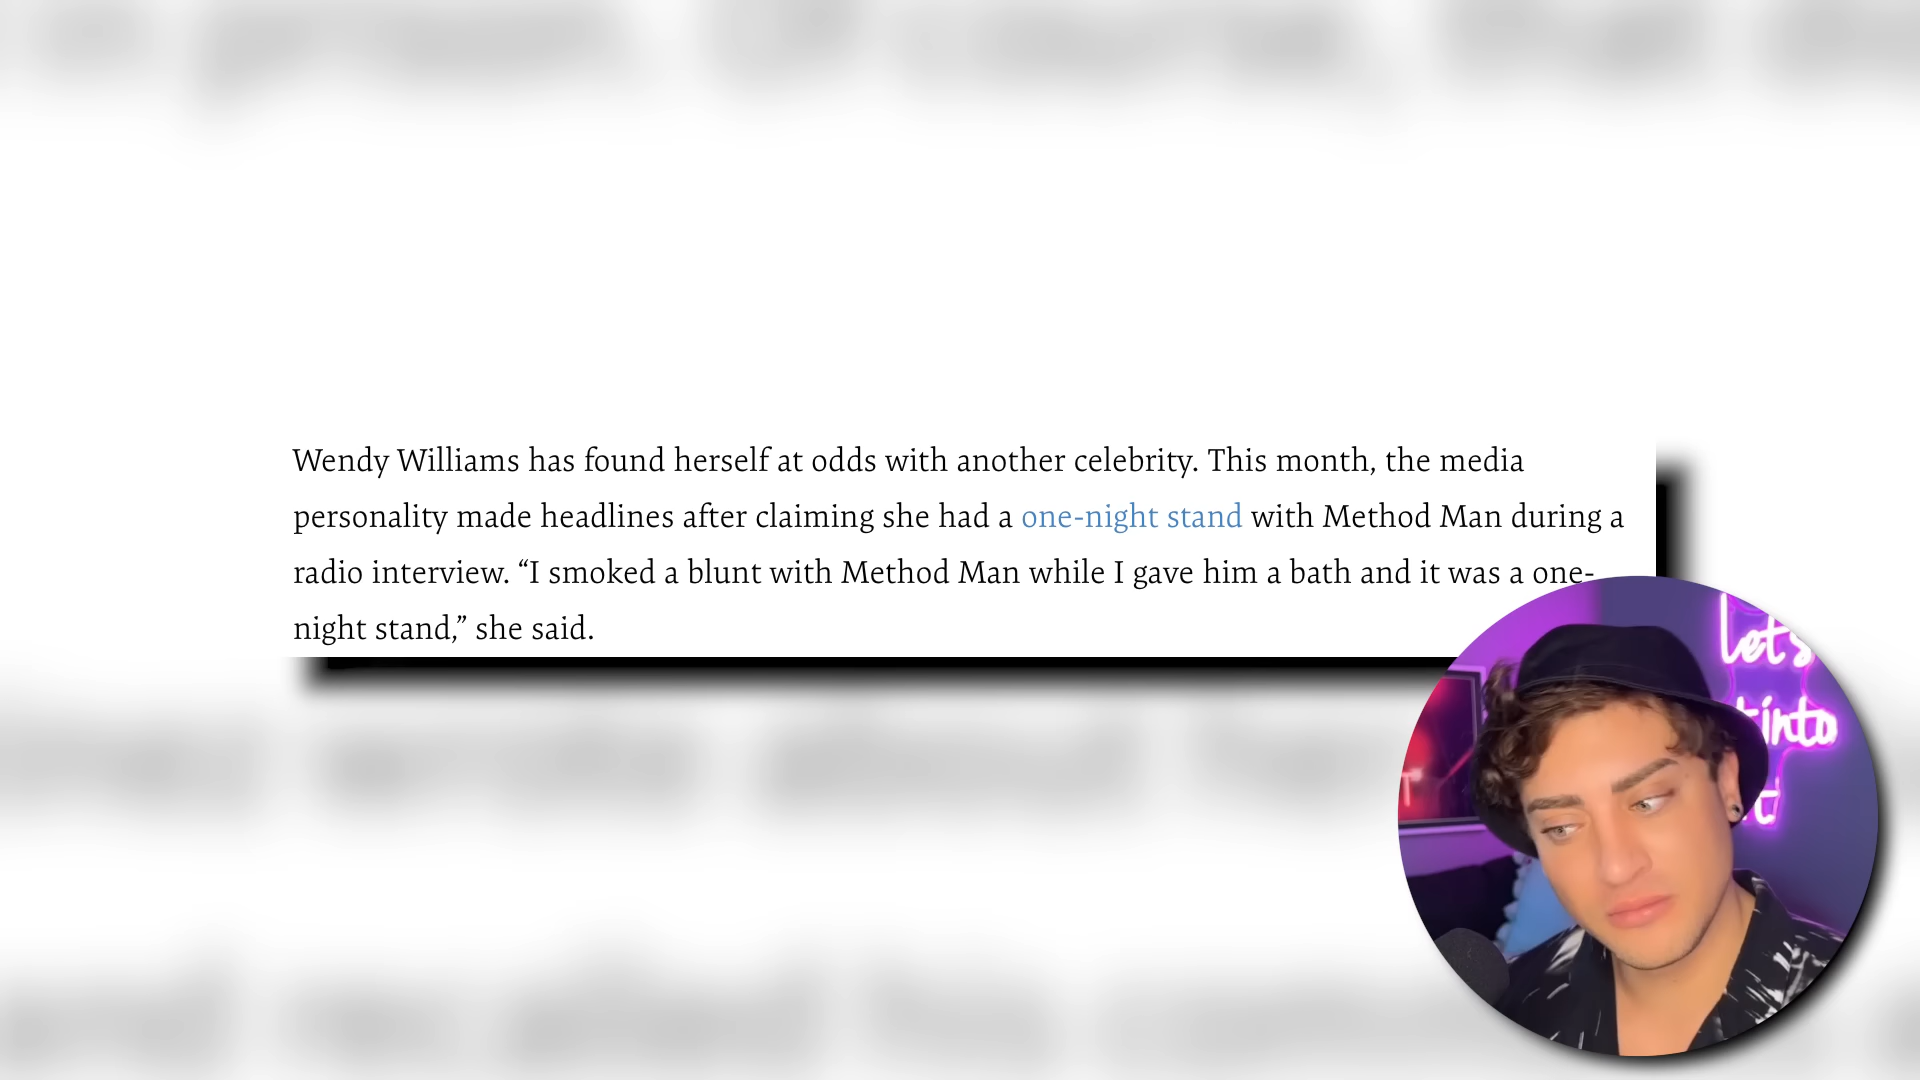 Wendy Williams has found herself at odds with another celebrity. This month, the media
personality made headlines after claiming she had a one-night stand with Method Man during a
radio interview. “I smoked a blunt with Method Man while I gave him a bath and it was a one-
night stand,” she said.
let's
into